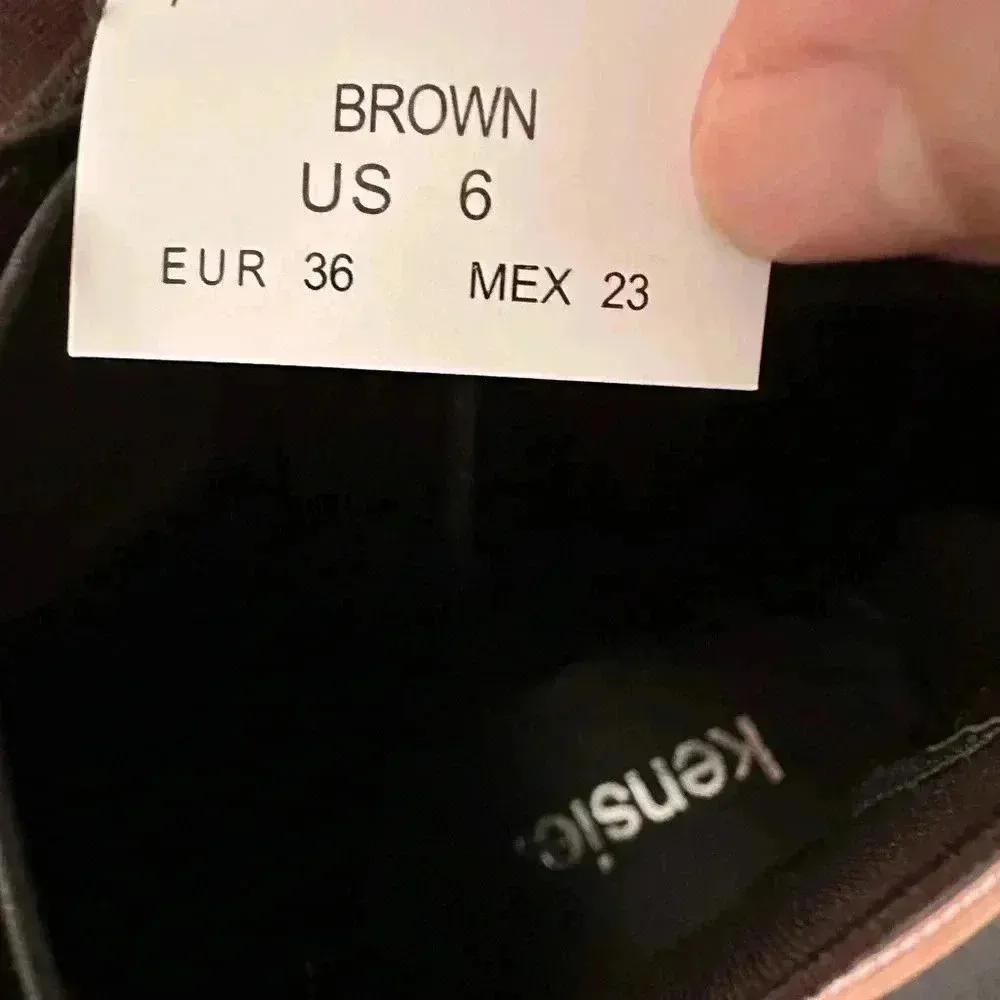 BROWN
US 6
EUR 36 MEX 23
kensie.